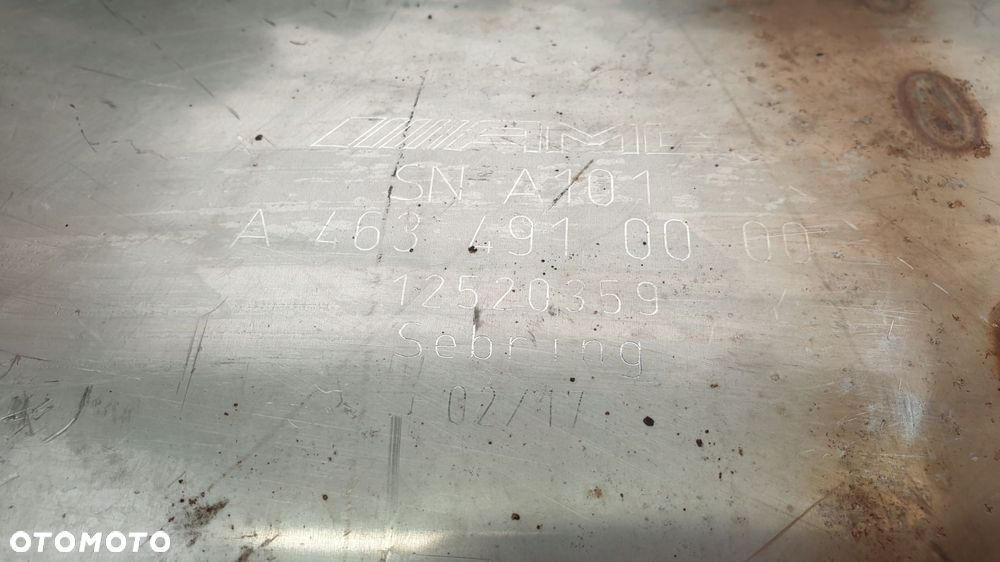 AMG
SN A101
A 463 491 00 00
12520359
Sebring
02/17
OTOMOTO